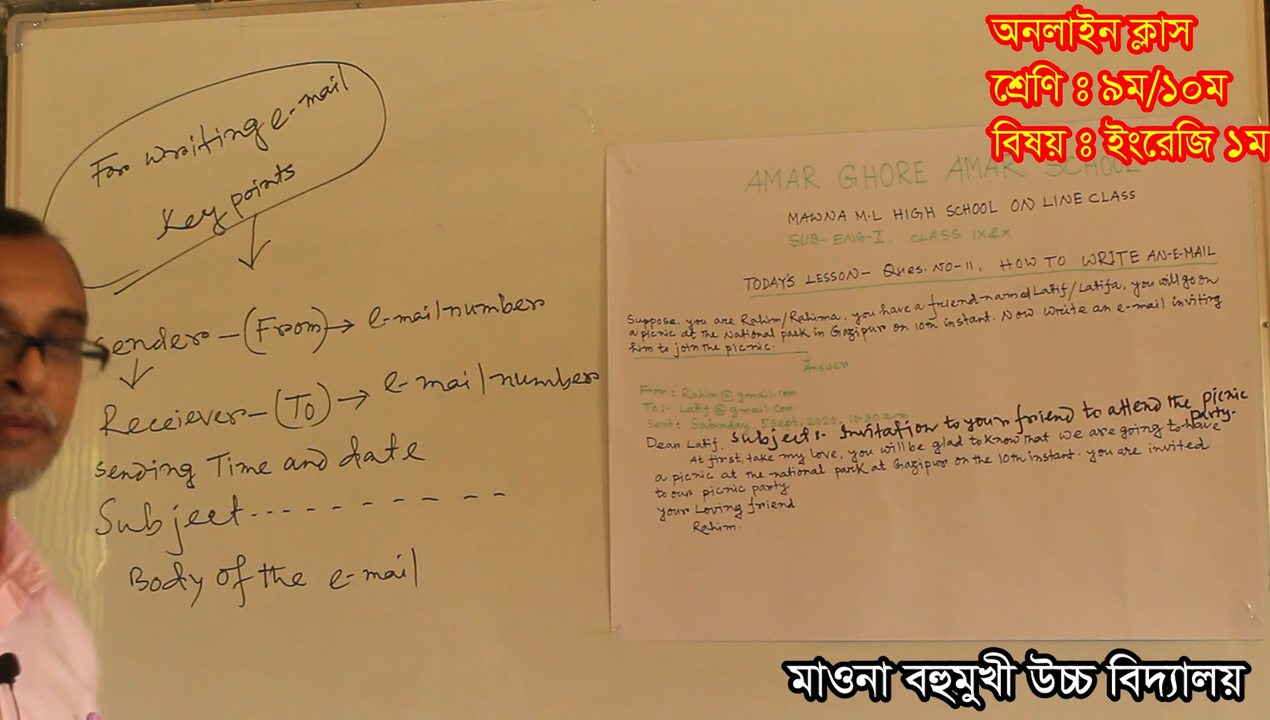 অনলাইন ক্লাস
শ্রেণি ঃ ৯ম/১০ম
বিষয় ঃ ইংরেজি ১ম
For writing e-mail
Key points
Sender - (From) → e-mail-number
Reciever - (To) → e-mail-number
Sending Time and date
Subject - - - - - - - - -
Body of the e-mail
AMAR GHORE AMAR SCHOOL
MAWNA M.L HIGH SCHOOL ON LINE CLASS
SUB- ENG-I, CLASS IX&X
TODAY'S LESSON- Ques. NO-11, HOW TO WRITE AN-E-MAIL
Suppose, you are Rahim/Rahima, you have a friend named Latif/Latifa, you will go on
a picnic at the National park in Gazipur on 10th instant. Now write an e-mail inviting
him to join the picnic.
Answer
From: Rahim@gmail.com
To:- Latif@gmail.com
Sent: Saturday, 5 Sept, 2020, 10:30 a.m
Subject:- Invitation to your friend to attend the picnic
party.
Dear Latif,
At first, take my love, you will be glad to know that we are going to have
a picnic at the national park at Gazipur on the 10th instant. you are invited
to our picnic party
your Loving friend
Rahim.
মাওনা বহুমুখী উচ্চ বিদ্যালয়